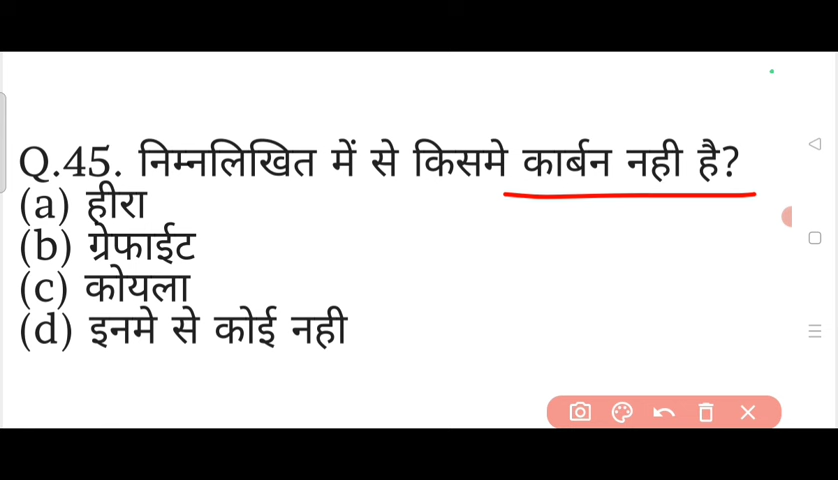 Q.45. निम्नलिखित में से किसमे कार्बन नही है?
(a) हीरा
(b) ग्रेफाईट
(c) कोयला
(d) इनमे से कोई नही